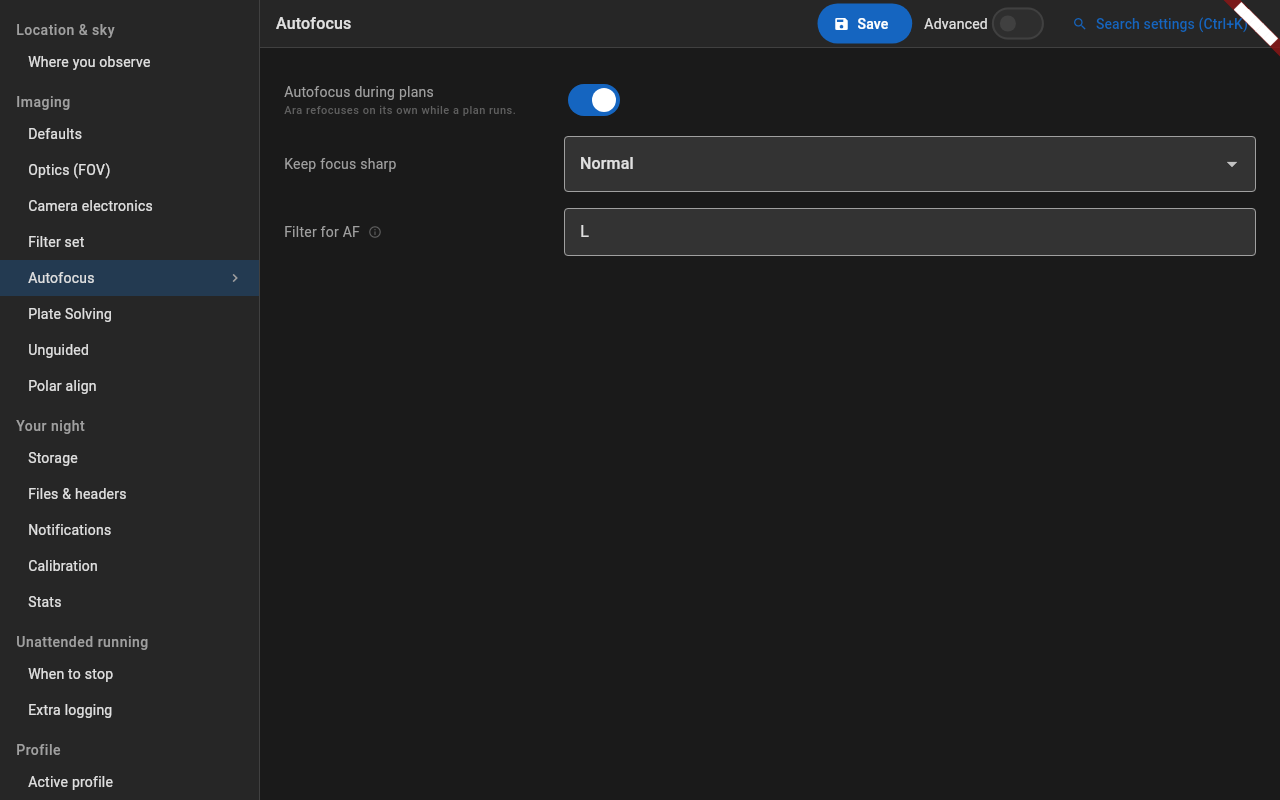 Location & sky
Where you observe
Imaging
Defaults
Optics (FOV)
Camera electronics
Filter set
Autofocus
Plate Solving
Unguided
Polar align
Your night
Storage
Files & headers
Notifications
Calibration
Stats
Unattended running
When to stop
Extra logging
Profile
Active profile
Autofocus
Save
Advanced
Search settings (Ctrl+K)
Autofocus during plans
Ara refocuses on its own while a plan runs.
Keep focus sharp
Normal
Filter for AF
L